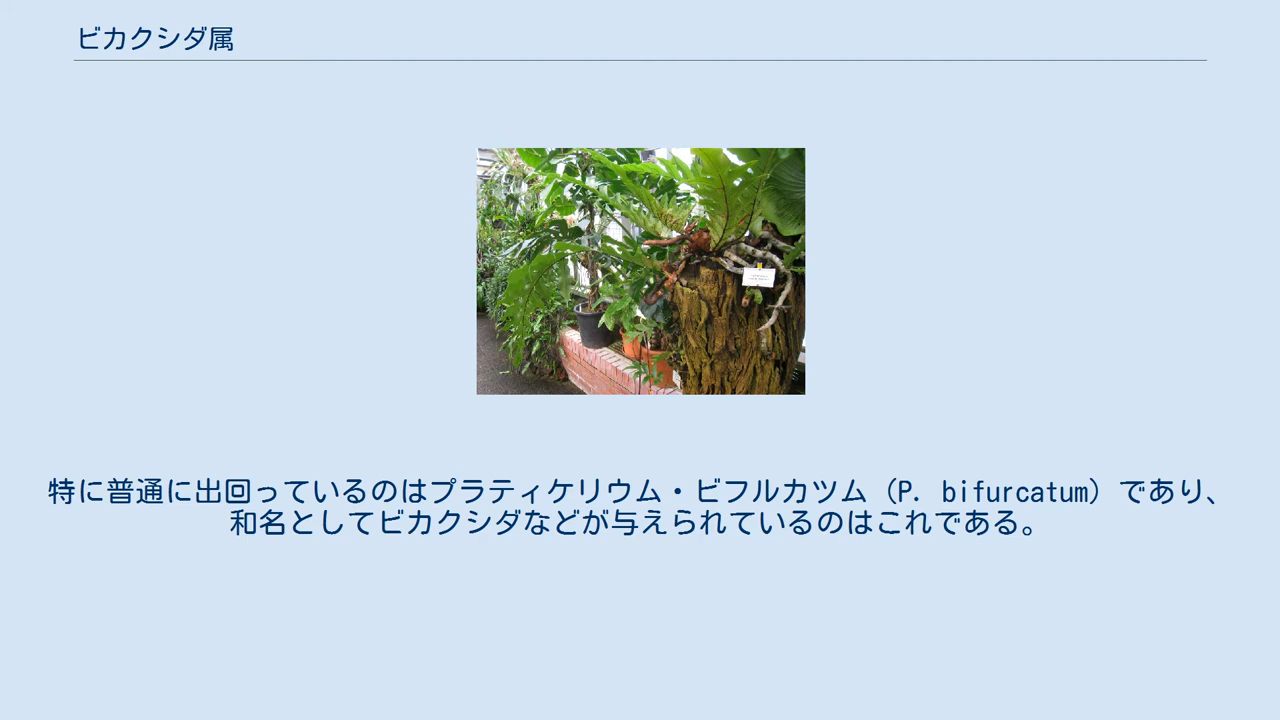 ビカクシダ属
特に普通に出回っているのはプラティケリウム・ビフルカツム（P. bifurcatum）であり、
和名としてビカクシダなどが与えられているのはこれである。